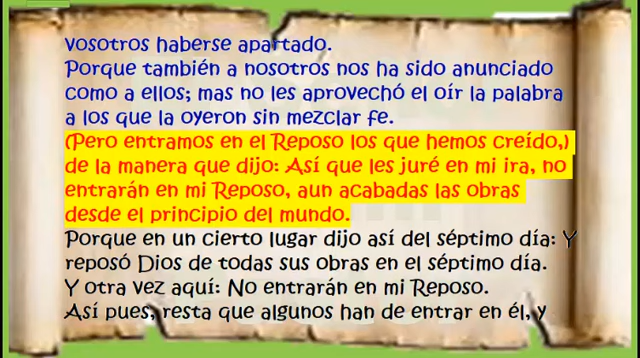 vosotros haberse apartado.
Porque también a nosotros nos ha sido anunciado
como a ellos; mas no les aprovechó el oír la palabra
a los que la oyeron sin mezclar fe.
(Pero entramos en el Reposo los que hemos creído,)
de la manera que dijo: Así que les juré en mi ira, no
entrarán en mi Reposo, aun acabadas las obras
desde el principio del mundo.
Porque en un cierto lugar dijo así del séptimo día: Y
reposó Dios de todas sus obras en el séptimo día.
Y otra vez aquí: No entrarán en mi Reposo.
Así pues, resta que algunos han de entrar en él, y